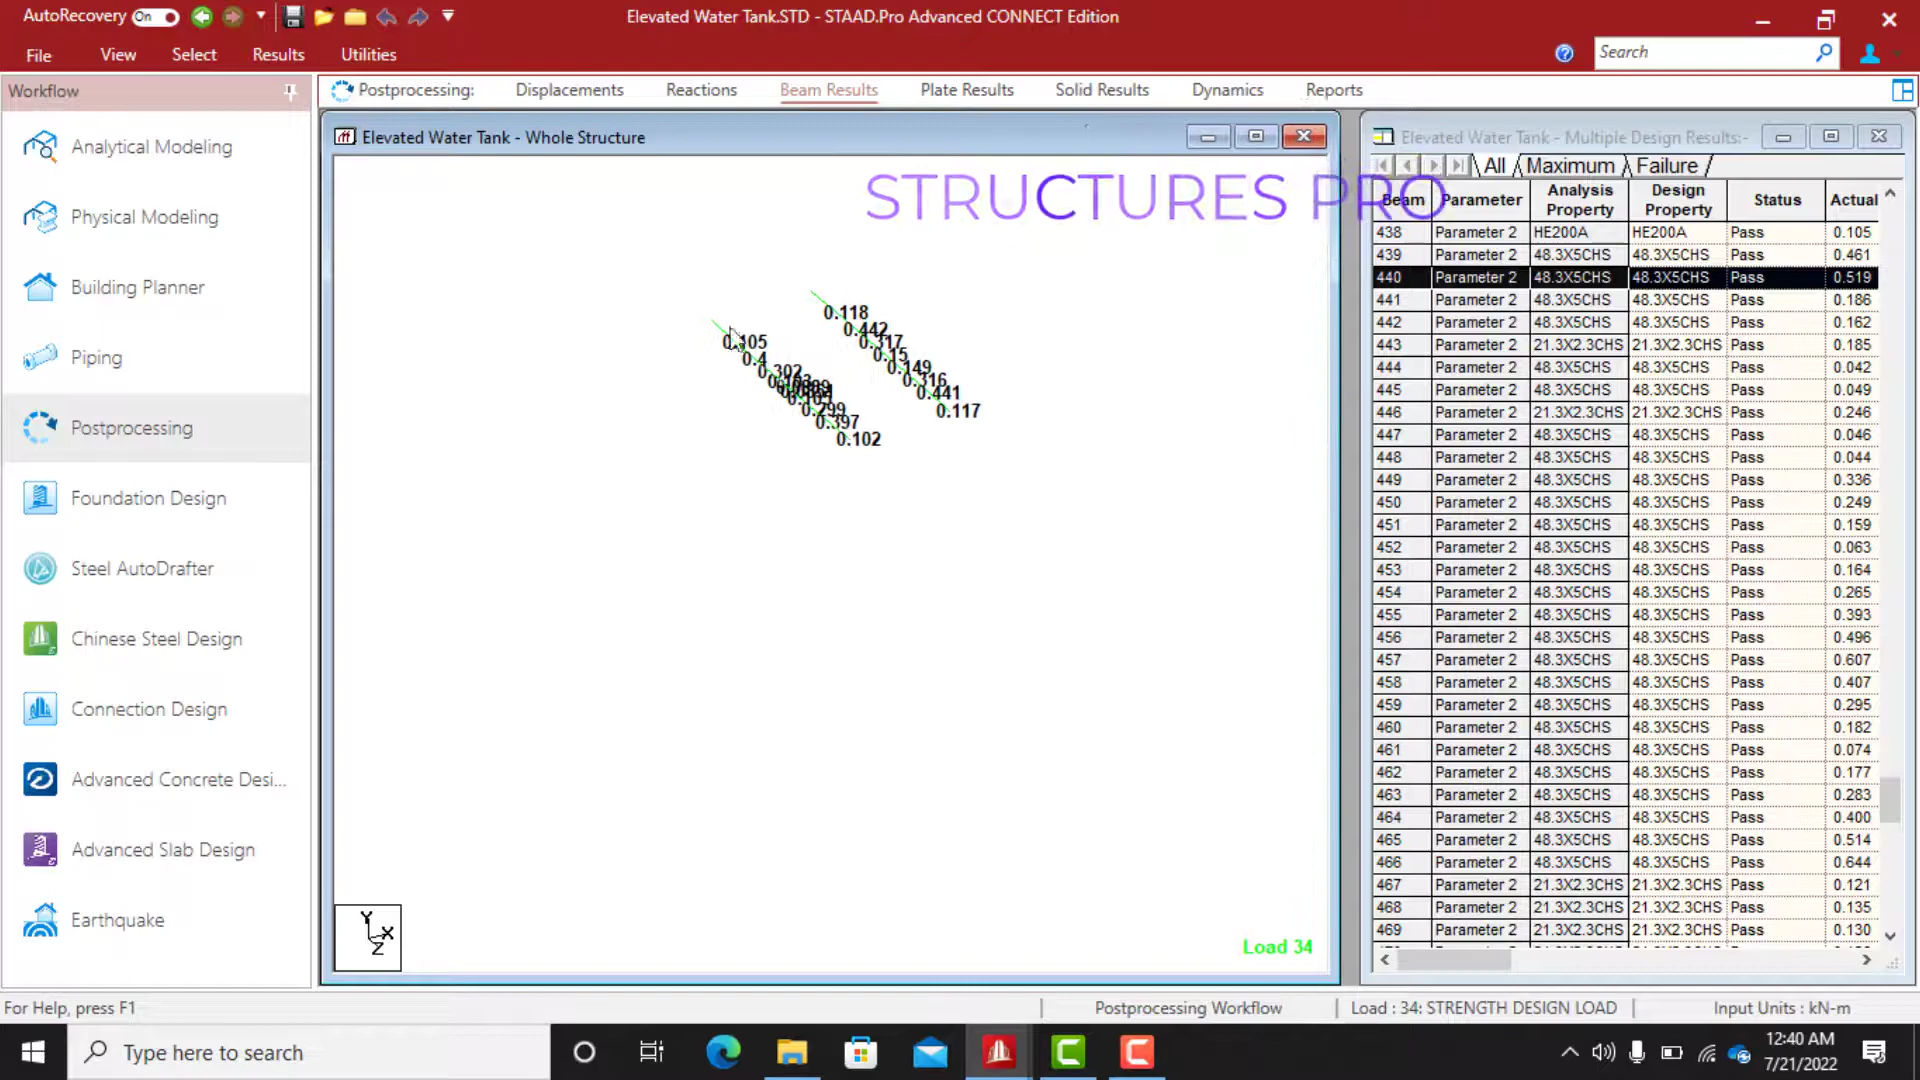 AutoRecovery On
Elevated Water Tank.STD - STAAD.Pro Advanced CONNECT Edition
File View Select Results Utilities
Search
Workflow
Postprocessing: Displacements Reactions Beam Results Plate Results Solid Results Dynamics Reports
Analytical Modeling
Physical Modeling
Building Planner
Piping
Postprocessing
Foundation Design
Steel AutoDrafter
Chinese Steel Design
Connection Design
Advanced Concrete Desi...
Advanced Slab Design
Earthquake
Elevated Water Tank - Whole Structure
STRUCTURES PRO
0.118
0.442
0.317
0.15
0.149
0.316
0.441
0.117
0.105
0.4
0.302
0.299
0.397
0.102
Y
X
Z
Load 34
Elevated Water Tank - Multiple Design Results:-
All Maximum Failure
Beam Parameter Analysis Property Design Property Status Actual
438 Parameter 2 HE200A HE200A Pass 0.105
439 Parameter 2 48.3X5CHS 48.3X5CHS Pass 0.461
440 Parameter 2 48.3X5CHS 48.3X5CHS Pass 0.519
441 Parameter 2 48.3X5CHS 48.3X5CHS Pass 0.186
442 Parameter 2 48.3X5CHS 48.3X5CHS Pass 0.162
443 Parameter 2 21.3X2.3CHS 21.3X2.3CHS Pass 0.185
444 Parameter 2 48.3X5CHS 48.3X5CHS Pass 0.042
445 Parameter 2 48.3X5CHS 48.3X5CHS Pass 0.049
446 Parameter 2 21.3X2.3CHS 21.3X2.3CHS Pass 0.246
447 Parameter 2 48.3X5CHS 48.3X5CHS Pass 0.046
448 Parameter 2 48.3X5CHS 48.3X5CHS Pass 0.044
449 Parameter 2 48.3X5CHS 48.3X5CHS Pass 0.336
450 Parameter 2 48.3X5CHS 48.3X5CHS Pass 0.249
451 Parameter 2 48.3X5CHS 48.3X5CHS Pass 0.159
452 Parameter 2 48.3X5CHS 48.3X5CHS Pass 0.063
453 Parameter 2 48.3X5CHS 48.3X5CHS Pass 0.164
454 Parameter 2 48.3X5CHS 48.3X5CHS Pass 0.265
455 Parameter 2 48.3X5CHS 48.3X5CHS Pass 0.393
456 Parameter 2 48.3X5CHS 48.3X5CHS Pass 0.496
457 Parameter 2 48.3X5CHS 48.3X5CHS Pass 0.607
458 Parameter 2 48.3X5CHS 48.3X5CHS Pass 0.407
459 Parameter 2 48.3X5CHS 48.3X5CHS Pass 0.295
460 Parameter 2 48.3X5CHS 48.3X5CHS Pass 0.182
461 Parameter 2 48.3X5CHS 48.3X5CHS Pass 0.074
462 Parameter 2 48.3X5CHS 48.3X5CHS Pass 0.177
463 Parameter 2 48.3X5CHS 48.3X5CHS Pass 0.283
464 Parameter 2 48.3X5CHS 48.3X5CHS Pass 0.400
465 Parameter 2 48.3X5CHS 48.3X5CHS Pass 0.514
466 Parameter 2 48.3X5CHS 48.3X5CHS Pass 0.644
467 Parameter 2 21.3X2.3CHS 21.3X2.3CHS Pass 0.121
468 Parameter 2 21.3X2.3CHS 21.3X2.3CHS Pass 0.135
469 Parameter 2 21.3X2.3CHS 21.3X2.3CHS Pass 0.130
For Help, press F1
Postprocessing Workflow
Load : 34: STRENGTH DESIGN LOAD
Input Units : kN-m
Type here to search
12:40 AM
7/21/2022